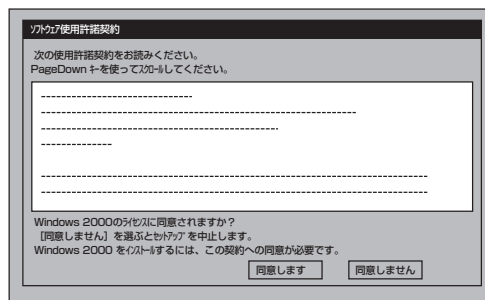 ソフトウェア使用許諾契約
次の使用許諾契約をお読みください。
PageDown キーを使ってスクロールしてください。
Windows 2000のライセンスに同意されますか？
［同意しません］を選ぶとセットアップを中止します。
Windows 2000 をインストールするには、この契約への同意が必要です。
同意します
同意しません